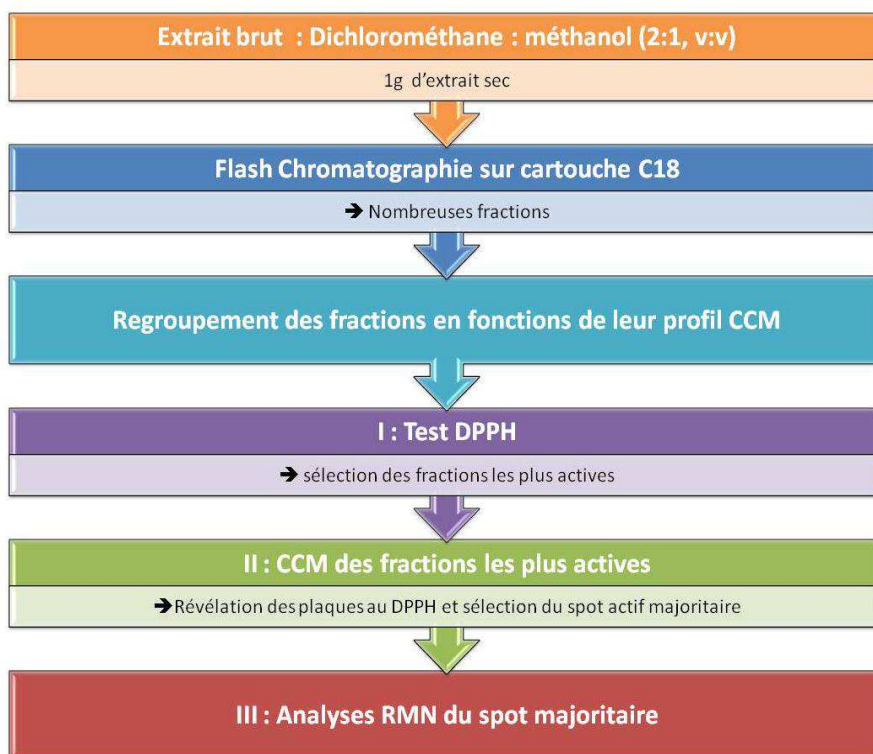 Extrait brut : Dichlorométhane : méthanol (2:1, v:v)
1g d'extrait sec
Flash Chromatographie sur cartouche C18
➔ Nombreuses fractions
Regroupement des fractions en fonctions de leur profil CCM
I : Test DPPH
➔ sélection des fractions les plus actives
II : CCM des fractions les plus actives
➔Révélation des plaques au DPPH et sélection du spot actif majoritaire
III : Analyses RMN du spot majoritaire